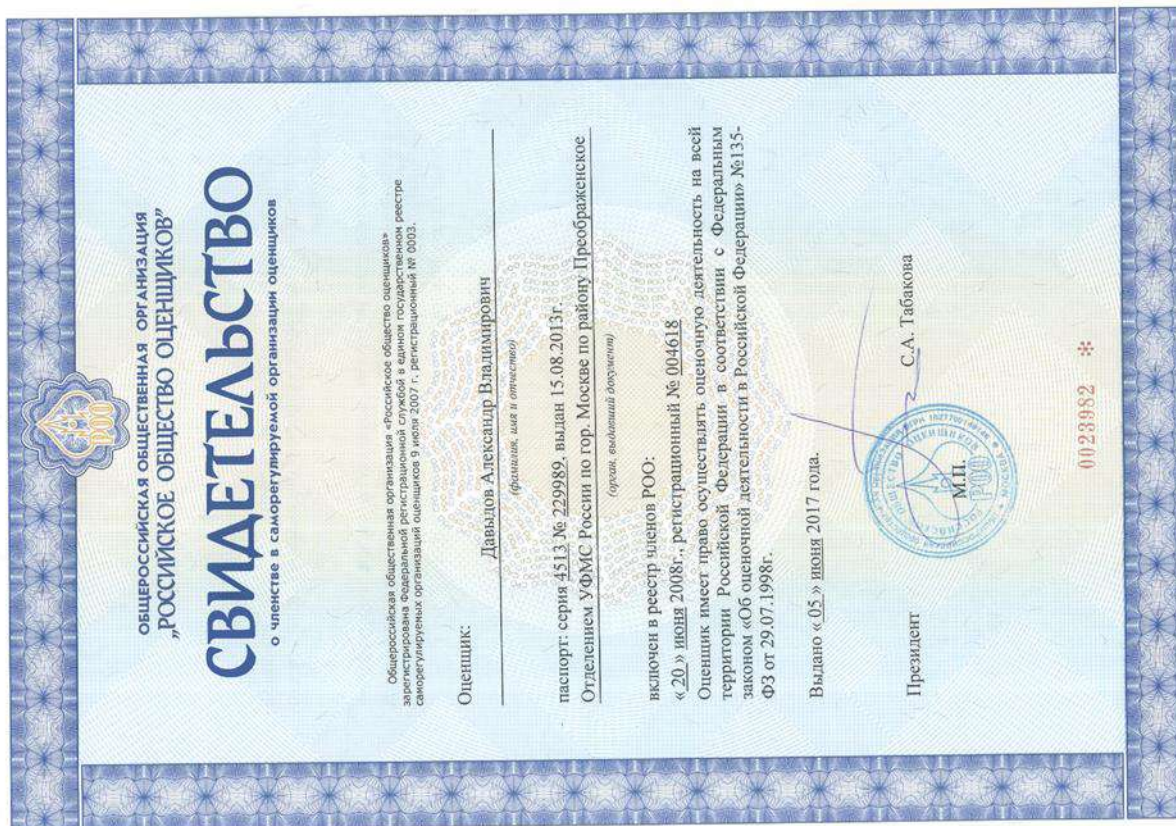 РОО
ОБЩЕРОССИЙСКАЯ ОБЩЕСТВЕННАЯ ОРГАНИЗАЦИЯ
„РОССИЙСКОЕ ОБЩЕСТВО ОЦЕНЩИКОВ”
СВИДЕТЕЛЬСТВО
о членстве в саморегулируемой организации оценщиков
Общероссийская общественная организация «Российское общество оценщиков»
зарегистрирована Федеральной регистрационной службой в едином государственном реестре
саморегулируемых организаций оценщиков 9 июля 2007 г. регистрационный № 0003.
Оценщик:
Давыдов Александр Владимирович
(фамилия, имя и отчество)
паспорт: серия 4513 № 229989, выдан 15.08.2013г.
Отделением УФМС России по гор. Москве по району Преображенское
(орган, выдавший документ)
включен в реестр членов РОО:
« 20 » июня 2008г., регистрационный № 004618
Оценщик имеет право осуществлять оценочную деятельность на всей
территории Российской Федерации в соответствии с Федеральным
законом «Об оценочной деятельности в Российской Федерации» №135-
ФЗ от 29.07.1998г.
Выдано « 05 » июня 2017 года.
Президент
С.А. Табакова
М.П.
РОО
0023982 *